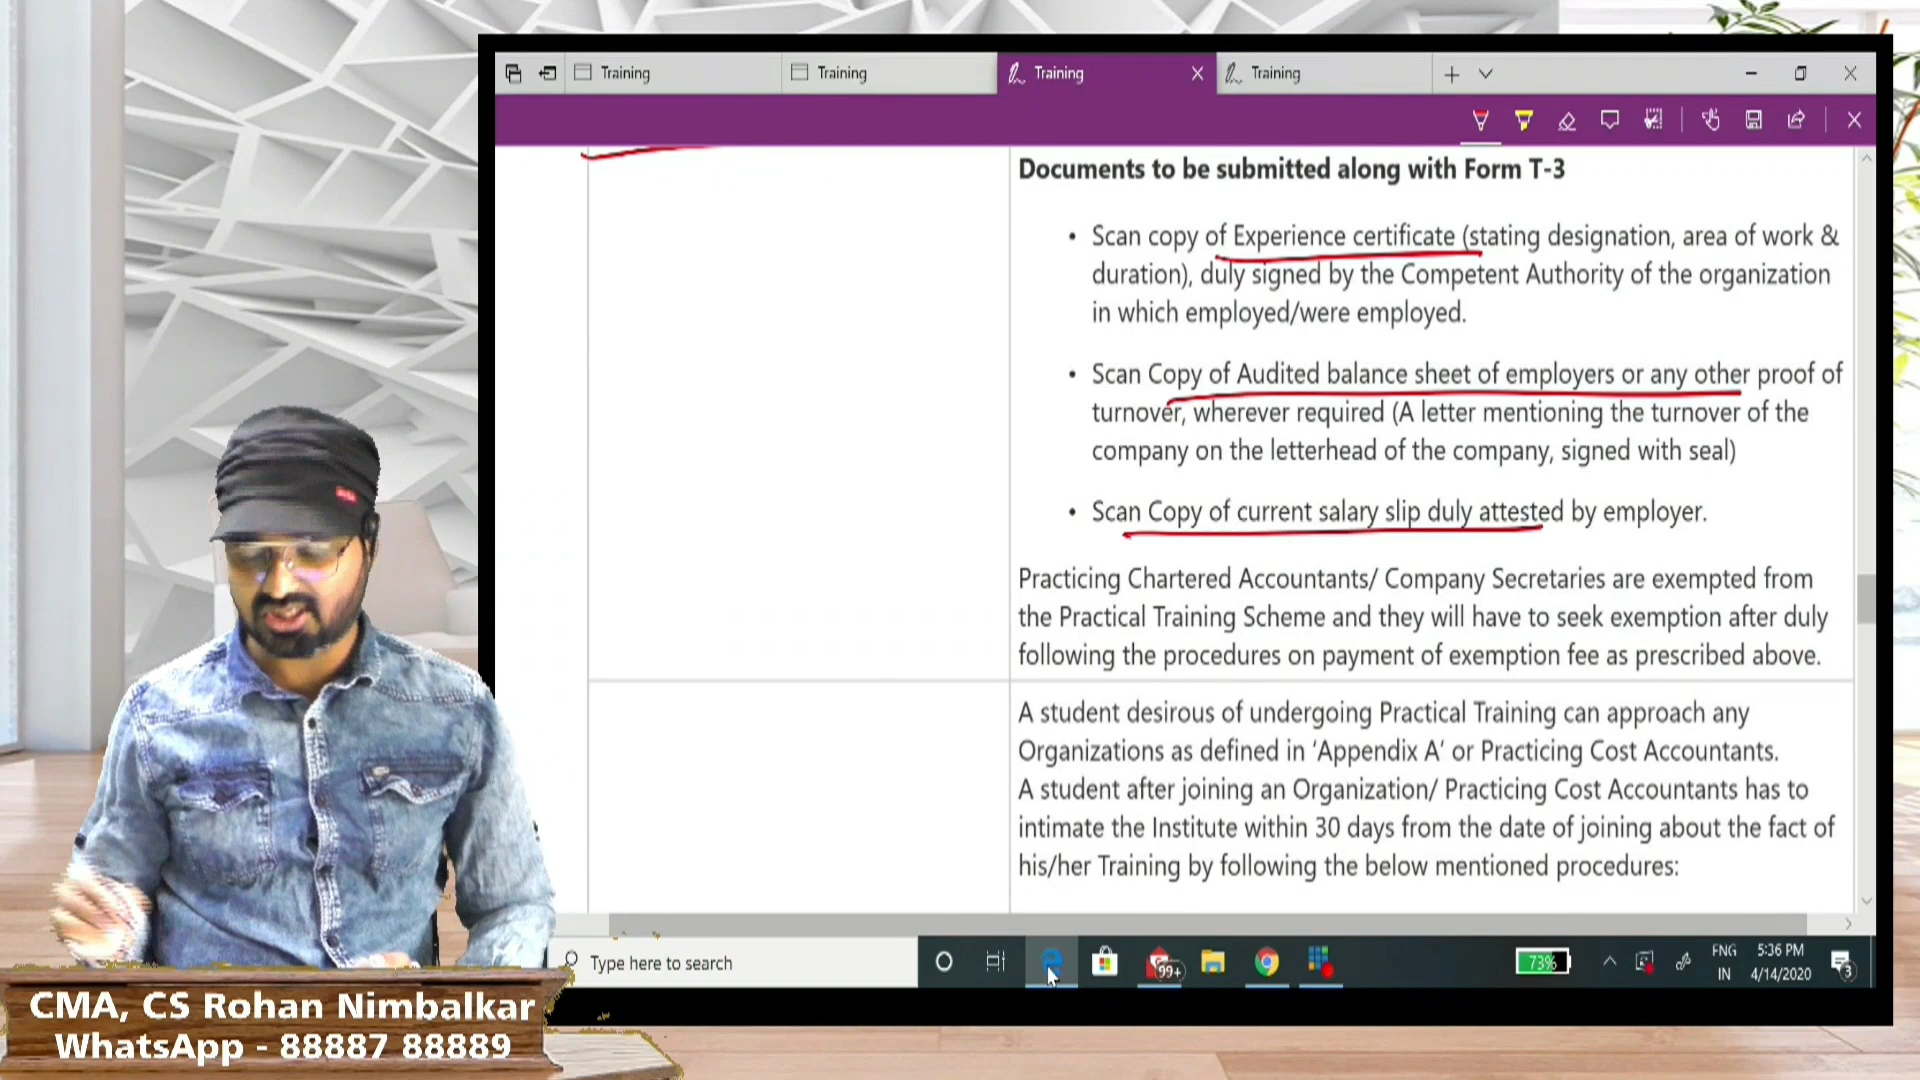 Training
Training
Training
Training
Documents to be submitted along with Form T-3
• Scan copy of Experience certificate (stating designation, area of work &
duration), duly signed by the Competent Authority of the organization
in which employed/were employed.
• Scan Copy of Audited balance sheet of employers or any other proof of
turnover, wherever required (A letter mentioning the turnover of the
company on the letterhead of the company, signed with seal)
• Scan Copy of current salary slip duly attested by employer.
Practicing Chartered Accountants/ Company Secretaries are exempted from
the Practical Training Scheme and they will have to seek exemption after duly
following the procedures on payment of exemption fee as prescribed above.
A student desirous of undergoing Practical Training can approach any
Organizations as defined in ‘Appendix A’ or Practicing Cost Accountants.
A student after joining an Organization/ Practicing Cost Accountants has to
intimate the Institute within 30 days from the date of joining about the fact of
his/her Training by following the below mentioned procedures:
Type here to search
99+
73%
ENG
IN
5:36 PM
4/14/2020
3
CMA, CS Rohan Nimbalkar
WhatsApp - 88887 88889